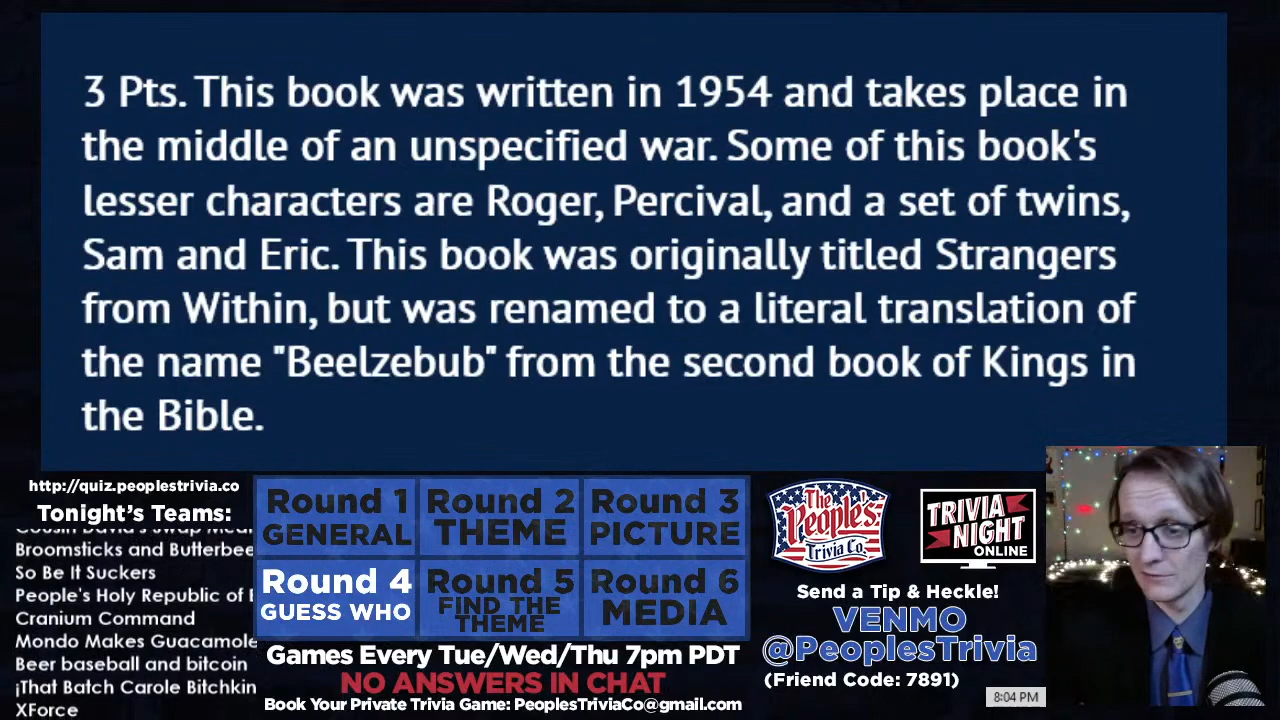 3 Pts. This book was written in 1954 and takes place in
the middle of an unspecified war. Some of this book's
lesser characters are Roger, Percival, and a set of twins,
Sam and Eric. This book was originally titled Strangers
from Within, but was renamed to a literal translation of
the name "Beelzebub" from the second book of Kings in
the Bible.
http://quiz.peoplestrivia.co
Tonight's Teams:
Broomsticks and Butterbee
So Be It Suckers
People's Holy Republic of
Cranium Command
Mondo Makes Guacamole
Beer baseball and bitcoin
¡That Batch Carole Bitchkin
XForce
Round 1
GENERAL
Round 2
THEME
Round 3
PICTURE
Round 4
GUESS WHO
Round 5
FIND THE
THEME
Round 6
MEDIA
Games Every Tue/Wed/Thu 7pm PDT
NO ANSWERS IN CHAT
Book Your Private Trivia Game: PeoplesTriviaCo@gmail.com
The
People's
Trivia Co.
TRIVIA
NIGHT
ONLINE
Send a Tip & Heckle!
VENMO
@PeoplesTrivia
(Friend Code: 7891)
8:04 PM